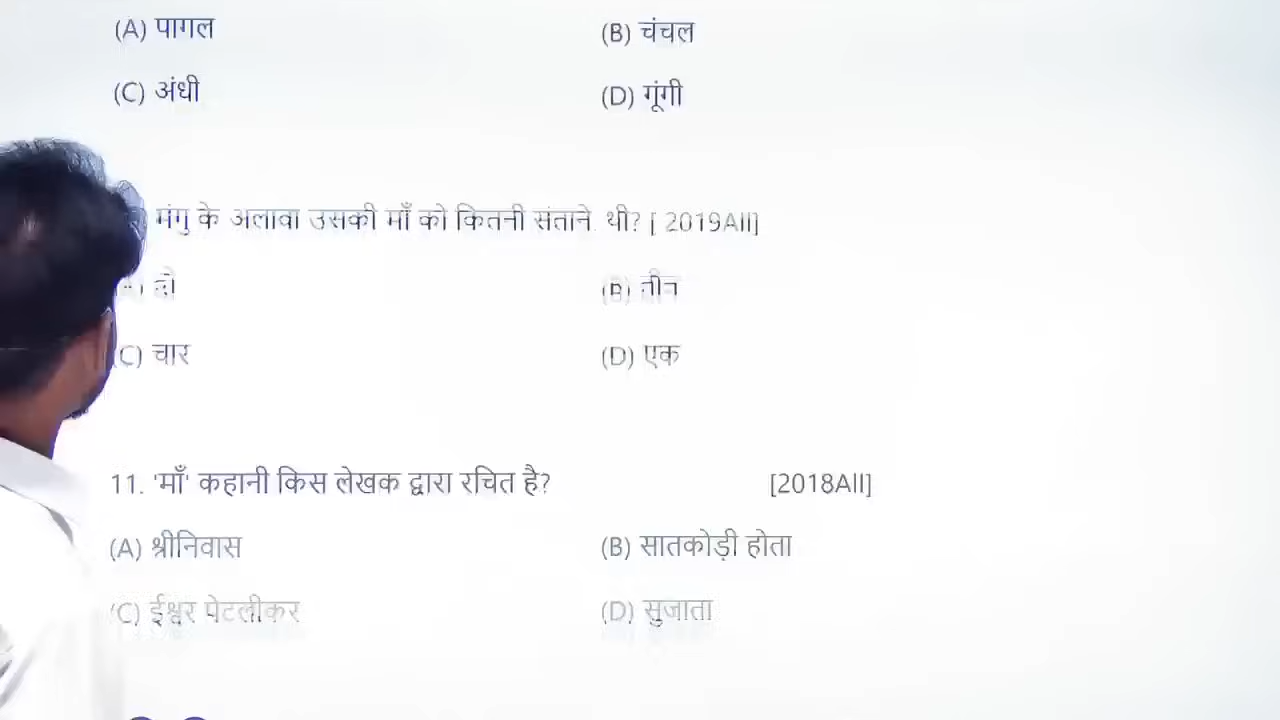 (A) पागल (B) चंचल
(C) अंधी (D) गूंगी
मंगु के अलावा उसकी माँ को कितनी संताने थी? [ 2019AII]
दो (B) तीन
(C) चार (D) एक
11. 'माँ' कहानी किस लेखक द्वारा रचित है? [2018AII]
(A) श्रीनिवास (B) सातकोड़ी होता
(C) ईश्वर पेटलीकर (D) सुजाता